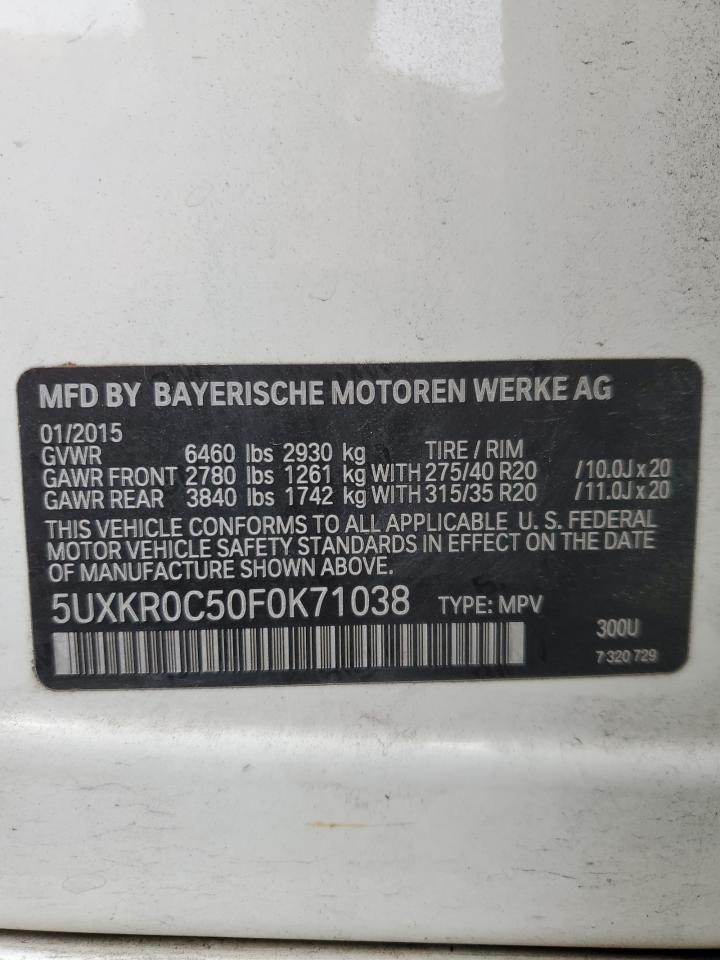 MFD BY BAYERISCHE MOTOREN WERKE AG
01/2015
GVWR 6460 lbs 2930 kg TIRE / RIM
GAWR FRONT 2780 lbs 1261 kg WITH 275/40 R20 /10.0J x 20
GAWR REAR 3840 lbs 1742 kg WITH 315/35 R20 /11.0J x 20
THIS VEHICLE CONFORMS TO ALL APPLICABLE U. S. FEDERAL
MOTOR VEHICLE SAFETY STANDARDS IN EFFECT ON THE DATE
OF MANUFACTURE SHOWN ABOVE.
5UXKR0C50F0K71038 TYPE: MPV
300U
7 320 729